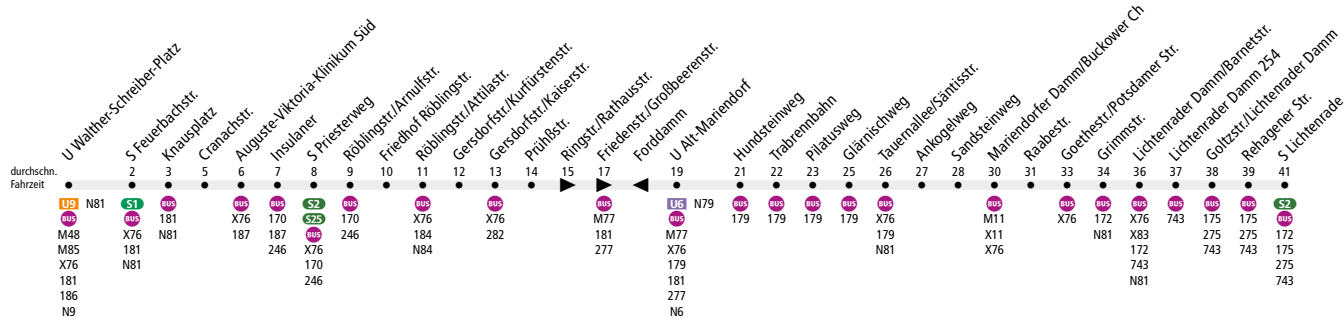 U Walther-Schreiber-Platz
S Feuerbachstr.
Knausplatz
Cranachstr.
Auguste-Viktoria-Klinikum Süd
Insulaner
S Priesterweg
Röblingstr./Arnulfstr.
Friedhof Röblingstr.
Röblingstr./Attilastr.
Gersdorfstr./Kurfürstenstr.
Gersdorfstr./Kaiserstr.
Prühßstr.
Ringstr./Rathausstr.
Friedenstr./Großbeerenstr.
Forddamm
U Alt-Mariendorf
Hundsteinweg
Trabrennbahn
Pilatusweg
Glärnischweg
Tauernallee/Säntisstr.
Ankogelweg
Sandsteinweg
Mariendorfer Damm/Buckower Ch
Raabestr.
Goethestr./Potsdamer Str.
Grimmstr.
Lichtenrader Damm/Barnetstr.
Lichtenrader Damm 254
Goltzstr/Lichtenrader Damm
Rehagener Str.
S Lichtenrade
durchschn. 2 3 5 6 7 8 9 10 11 12 13 14 15 17 19 21 22 23 25 26 27 28 30 31 33 34 36 37 38 39 41
Fahrzeit
U9 N81
BUS
M48
M85
X76
181
186
N9
S1
BUS
X76
181
N81
BUS
181
N81
BUS
X76
187
BUS
170
187
246
S2
S25
BUS
X76
170
246
BUS
170
246
BUS
X76
184
N84
BUS
X76
282
BUS
M77
181
277
U6 N79
BUS
M77
X76
179
181
277
N6
BUS
179
BUS
179
BUS
179
BUS
179
BUS
X76
179
N81
BUS
M11
X11
X76
BUS
X76
BUS
172
N81
BUS
X76
X83
172
743
N81
BUS
743
BUS
175
275
743
BUS
175
275
743
S2
BUS
172
175
275
743